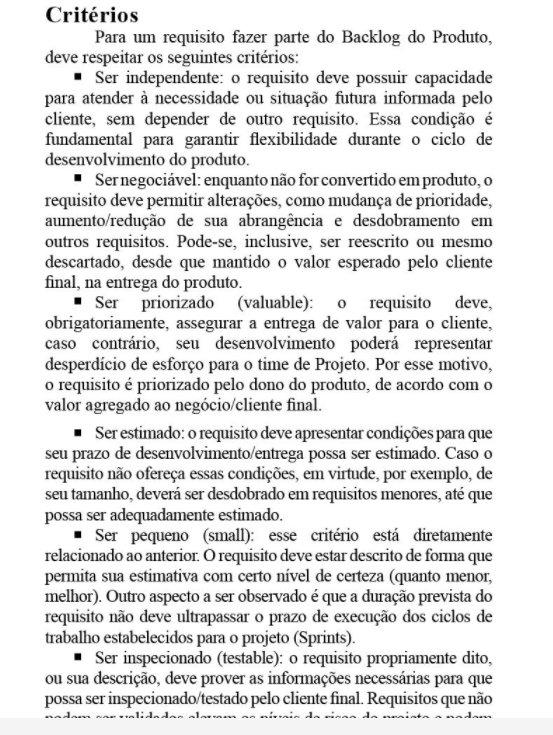 Critérios
Para um requisito fazer parte do Backlog do Produto,
deve respeitar os seguintes critérios:
▪ Ser independente: o requisito deve possuir capacidade
para atender à necessidade ou situação futura informada pelo
cliente, sem depender de outro requisito. Essa condição é
fundamental para garantir flexibilidade durante o ciclo de
desenvolvimento do produto.
▪ Ser negociável: enquanto não for convertido em produto, o
requisito deve permitir alterações, como mudança de prioridade,
aumento/redução de sua abrangência e desdobramento em
outros requisitos. Pode-se, inclusive, ser reescrito ou mesmo
descartado, desde que mantido o valor esperado pelo cliente
final, na entrega do produto.
▪ Ser priorizado (valuable): o requisito deve,
obrigatoriamente, assegurar a entrega de valor para o cliente,
caso contrário, seu desenvolvimento poderá representar
desperdício de esforço para o time de Projeto. Por esse motivo,
o requisito é priorizado pelo dono do produto, de acordo com o
valor agregado ao negócio/cliente final.
▪ Ser estimado: o requisito deve apresentar condições para que
seu prazo de desenvolvimento/entrega possa ser estimado. Caso o
requisito não ofereça essas condições, em virtude, por exemplo, de
seu tamanho, deverá ser desdobrado em requisitos menores, até que
possa ser adequadamente estimado.
▪ Ser pequeno (small): esse critério está diretamente
relacionado ao anterior. O requisito deve estar descrito de forma que
permita sua estimativa com certo nível de certeza (quanto menor,
melhor). Outro aspecto a ser observado é que a duração prevista do
requisito não deve ultrapassar o prazo de execução dos ciclos de
trabalho estabelecidos para o projeto (Sprints).
▪ Ser inspecionado (testable): o requisito propriamente dito,
ou sua descrição, deve prover as informações necessárias para que
possa ser inspecionado/testado pelo cliente final. Requisitos que não
podem ser validados elevam os níveis de risco do projeto e podem